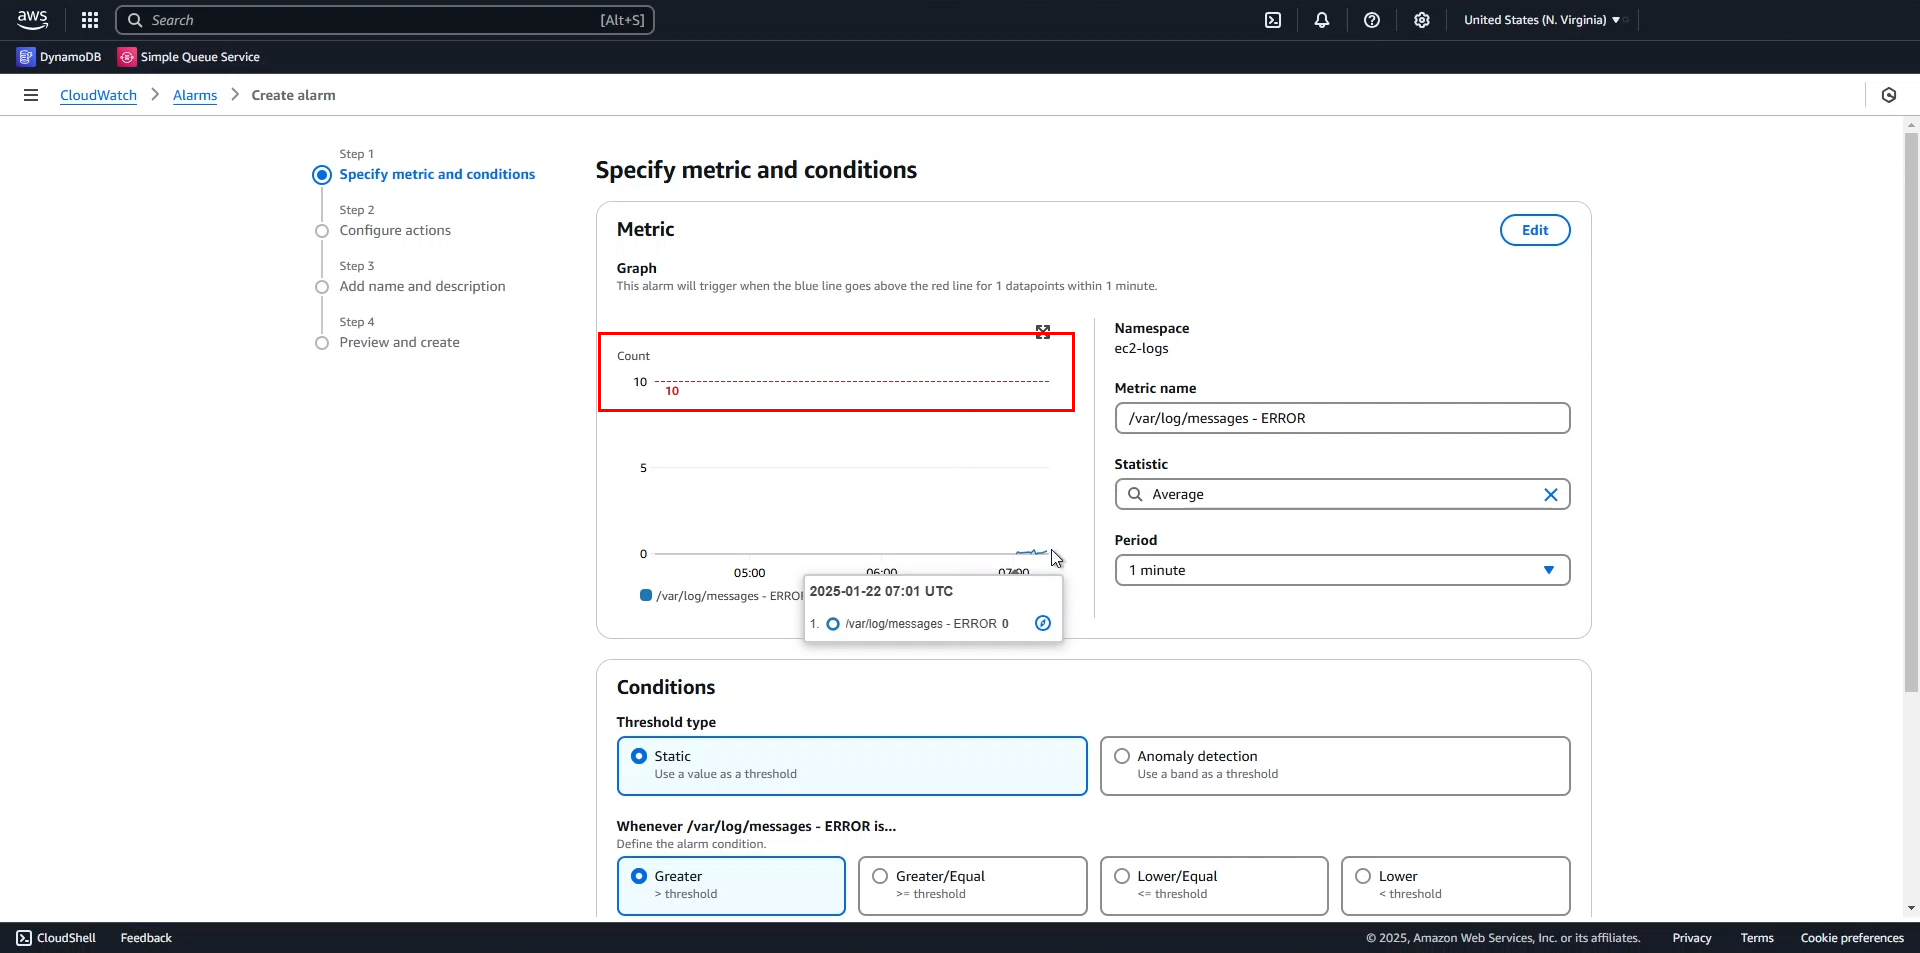 aws
Search [Alt+S]
United States (N. Virginia) ▼
DynamoDB Simple Queue Service
CloudWatch > Alarms > Create alarm
Step 1
Specify metric and conditions
Step 2
Configure actions
Step 3
Add name and description
Step 4
Preview and create
Specify metric and conditions
Metric
Edit
Graph
This alarm will trigger when the blue line goes above the red line for 1 datapoints within 1 minute.
Count
10
10
5
0
05:00 06:00 07:00
/var/log/messages - ERROR
2025-01-22 07:01 UTC
1. /var/log/messages - ERROR 0
Namespace
ec2-logs
Metric name
/var/log/messages - ERROR
Statistic
Average
Period
1 minute
Conditions
Threshold type
Static
Use a value as a threshold
Anomaly detection
Use a band as a threshold
Whenever /var/log/messages - ERROR is...
Define the alarm condition.
Greater
> threshold
Greater/Equal
>= threshold
Lower/Equal
<= threshold
Lower
< threshold
CloudShell Feedback
© 2025, Amazon Web Services, Inc. or its affiliates. Privacy Terms Cookie preferences